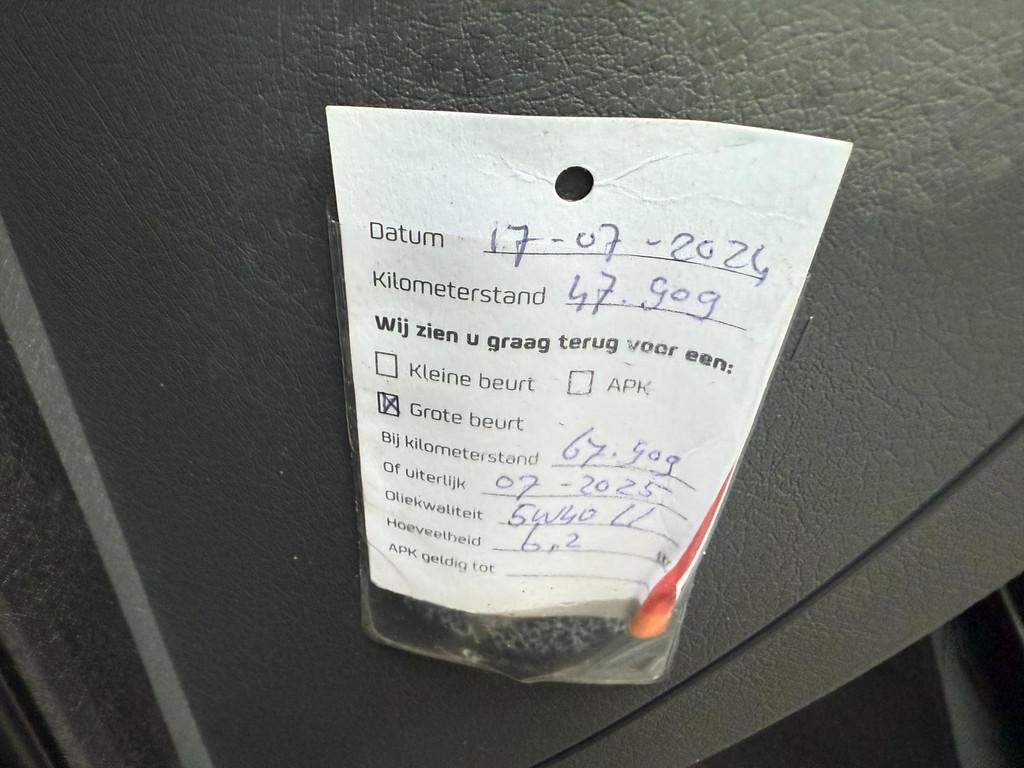 Datum 17-07-2024
Kilometerstand 47.909
Wij zien u graag terug voor een:
Kleine beurt APK
Grote beurt
Bij kilometerstand 67.909
Of uiterlijk 07-2025
Oliekwaliteit 5W40 LL
Hoeveelheid 6,2 ltr
APK geldig tot